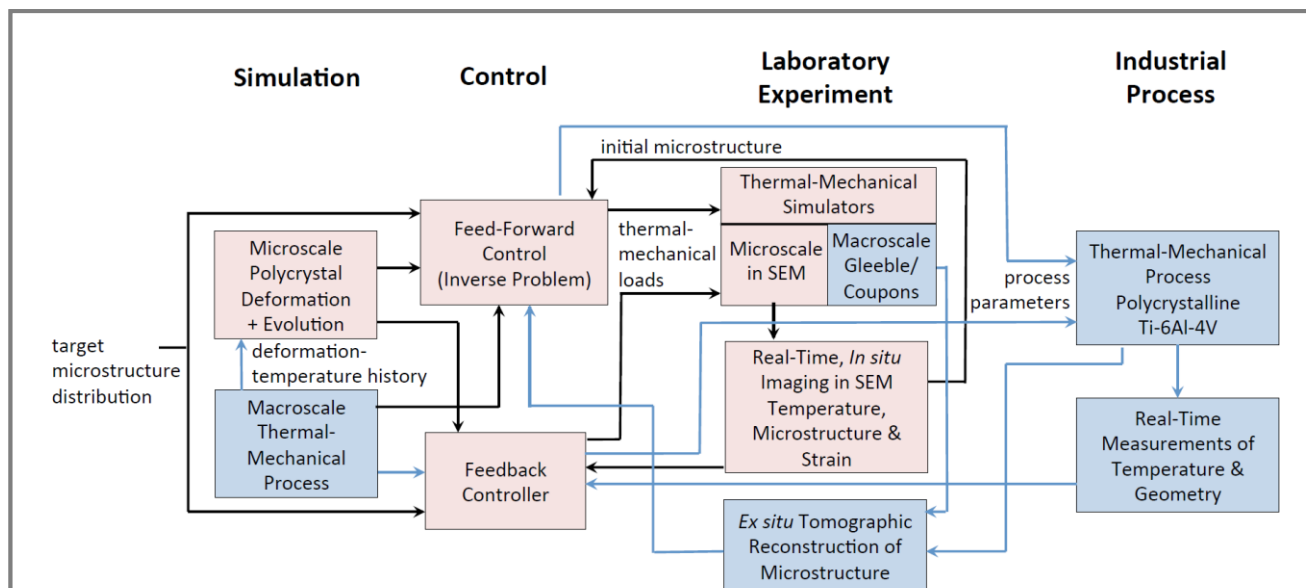 Simulation
Control
Laboratory
Experiment
Industrial
Process
initial microstructure
Thermal-Mechanical
Simulators
Feed-Forward
Control
(Inverse Problem)
thermal-
mechanical
loads
Microscale
in SEM
Macroscale
Gleeble/
Coupons
Microscale
Polycrystal
Deformation
+ Evolution
process
parameters
Thermal-Mechanical
Process
Polycrystalline
Ti-6Al-4V
target
microstructure
distribution
deformation-
temperature history
Real-Time, In situ
Imaging in SEM
Temperature,
Microstructure &
Strain
Macroscale
Thermal-
Mechanical
Process
Feedback
Controller
Real-Time
Measurements of
Temperature &
Geometry
Ex situ Tomographic
Reconstruction of
Microstructure